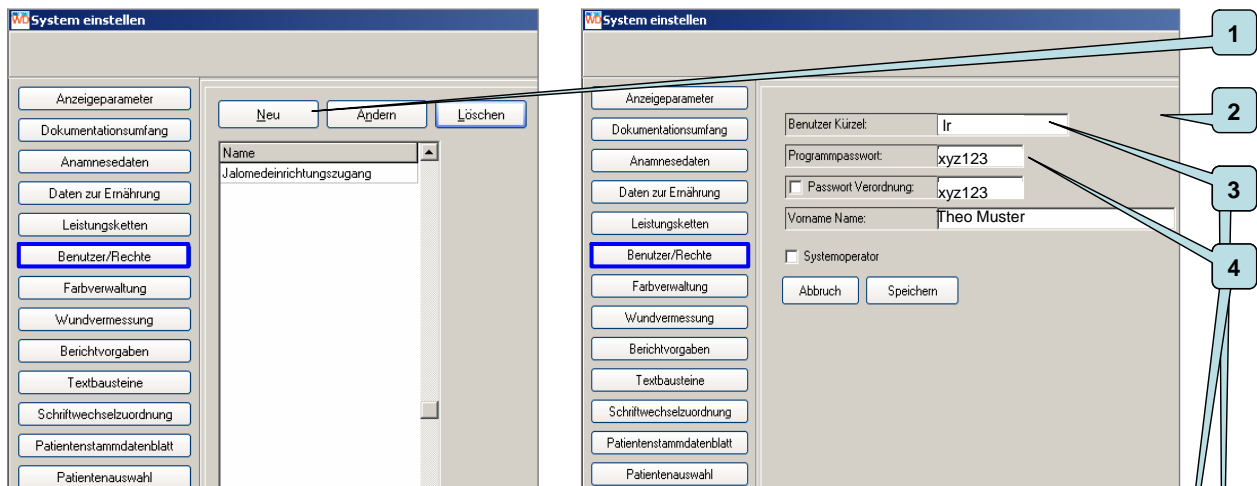 WD System einstellen
Anzeigeparameter
Dokumentationsumfang
Anamnesedaten
Daten zur Ernährung
Leistungsketten
Benutzer/Rechte
Farbverwaltung
Wundvermessung
Berichtvorgaben
Textbausteine
Schriftwechselzuordnung
Patientenstammdatenblatt
Patientenauswahl
Neu
Ändern
Löschen
Name
Jalomedeinrichtungszugang
WD System einstellen
Anzeigeparameter
Dokumentationsumfang
Anamnesedaten
Daten zur Ernährung
Leistungsketten
Benutzer/Rechte
Farbverwaltung
Wundvermessung
Berichtvorgaben
Textbausteine
Schriftwechselzuordnung
Patientenstammdatenblatt
Patientenauswahl
Benutzer Kürzel: Ir
Programmpasswort: xyz123
Passwort Verordnung: xyz123
Vorname Name: Theo Muster
Systemoperator
Abbruch
Speichern
1
2
3
4